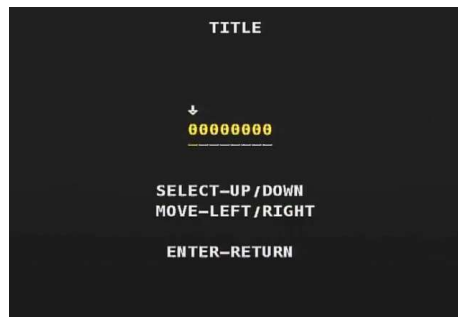 TITLE
00000000
SELECT–UP/DOWN
MOVE–LEFT/RIGHT
ENTER–RETURN